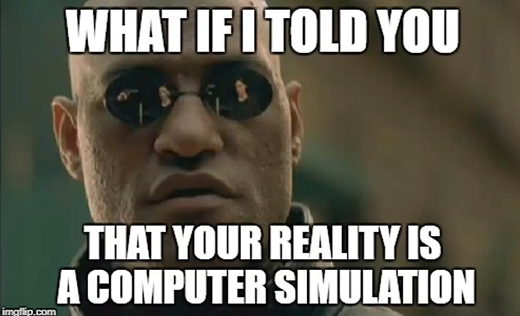 WHAT IF I TOLD YOU
THAT YOUR REALITY IS
A COMPUTER SIMULATION
imgflip.com